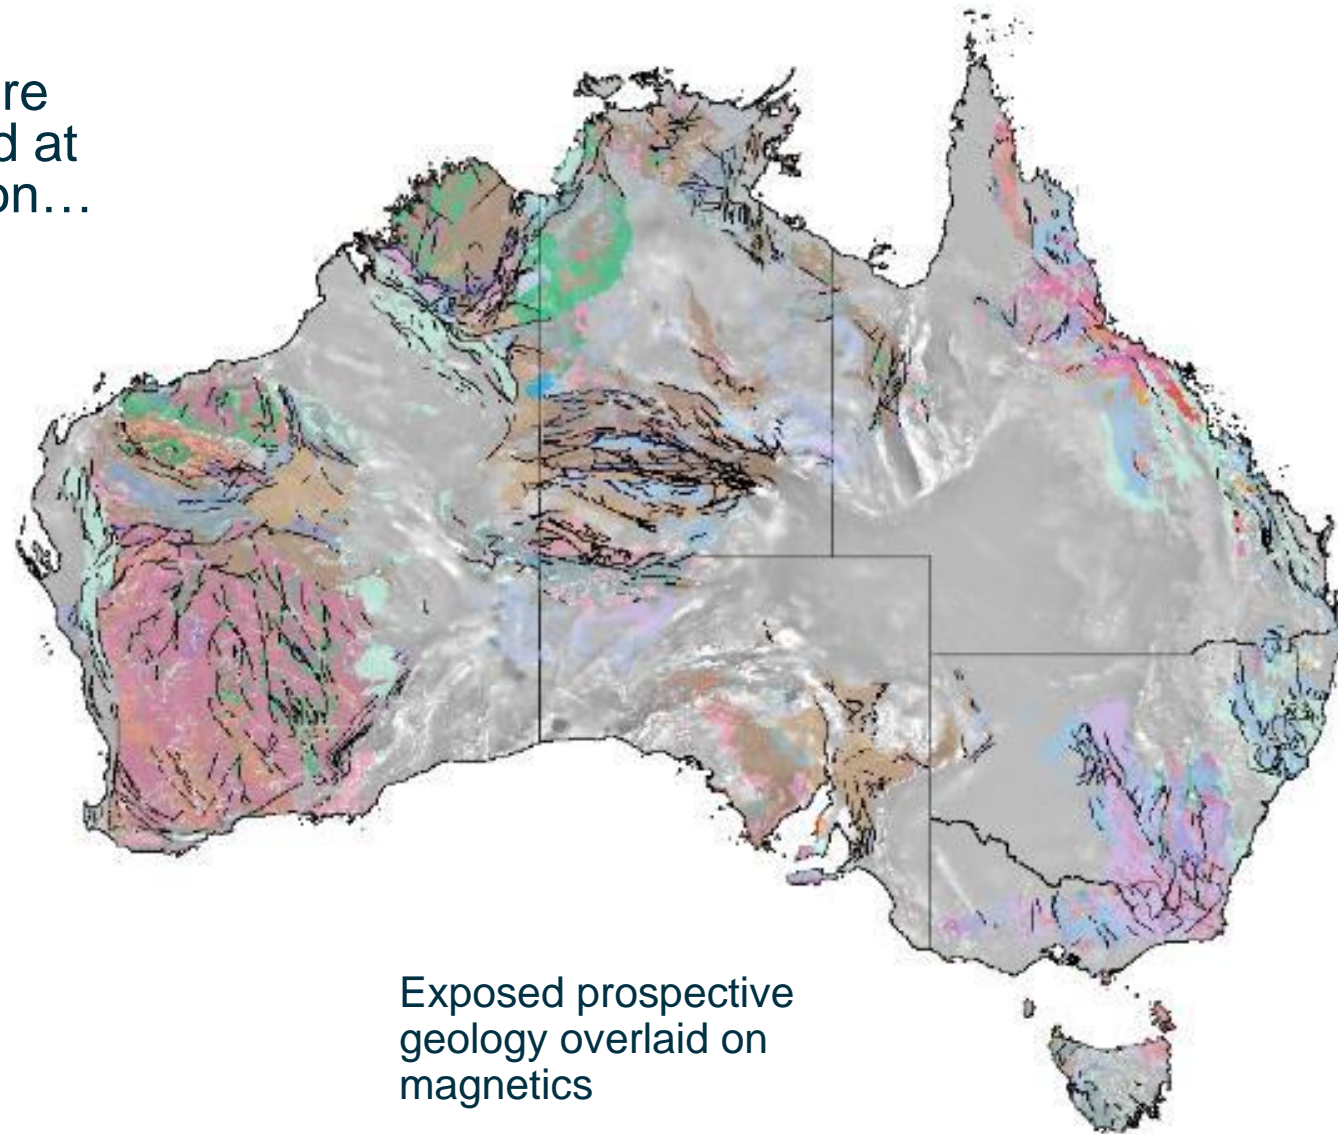 re
d at
on…
Exposed prospective
geology overlaid on
magnetics